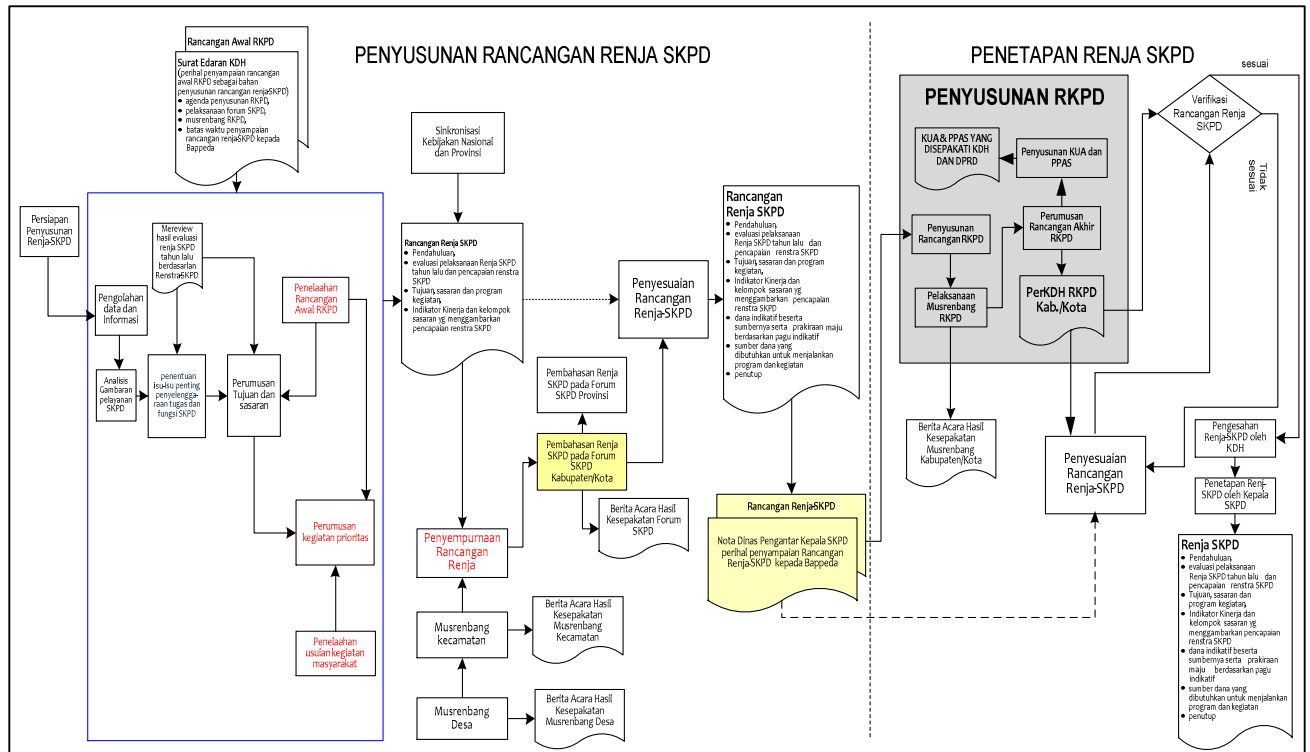 PENYUSUNAN RANCANGAN RENJA SKPD
Rancangan Awal RKPD
Surat Edaran KDH
(perihal penyampaian rancangan
awal RKPD sebagai bahan
penyusunan rancangan renja-SKPD)
• agenda penyusunan RKPD,
• pelaksanaan forum SKPD,
• musrenbang RKPD,
• batas waktu penyampaian
rancangan renja-SKPD kepada
Bappeda
Persiapan
Penyusunan
Renja-SKPD
Mereview
hasil evaluasi
renja SKPD
tahun lalu
berdasarlan
Renstra-SKPD
Pengolahan
data dan
informasi
Analisis
Gambaran
pelayanan
SKPD
penentuan
isu-isu penting
penyelengga-
raan tugas dan
fungsi SKPD
Perumusan
Tujuan dan
sasaran
Penelaahan
Rancangan
Awal RKPD
Perumusan
kegiatan prioritas
Penelaahan
usulan kegiatan
masyarakat
Sinkronisasi
Kebijakan Nasional
dan Provinsi
Rancangan Renja SKPD
• Pendahuluan,
• evaluasi pelaksanaan Renja SKPD
tahun lalu dan pencapaian renstra
SKPD
• Tujuan, sasaran dan program
kegiatan,
• Indikator Kinerja dan kelompok
sasaran yg menggambarkan
pencapaian renstra SKPD
Penyempurnaan
Rancangan
Renja
Musrenbang
kecamatan
Berita Acara Hasil
Kesepakatan
Musrenbang
Kecamatan
Musrenbang
Desa
Berita Acara Hasil
Kesepakatan
Musrenbang Desa
Pembahasan Renja
SKPD pada Forum
SKPD Provinsi
Pembahasan Renja
SKPD pada Forum
SKPD
Kabupaten/Kota
Berita Acara Hasil
Kesepakatan Forum
SKPD
Penyesuaian
Rancangan
Renja-SKPD
Rancangan
Renja SKPD
• Pendahuluan,
• evaluasi pelaksanaan
Renja SKPD tahun lalu dan
pencapaian renstra SKPD
• Tujuan, sasaran dan program
kegiatan,
• Indikator Kinerja dan
kelompok sasaran yg
menggambarkan pencapaian
renstra SKPD
• dana indikatif beserta
sumbernya serta prakiraan maju
berdasarkan pagu indikatif
• sumber dana yang
dibutuhkan untuk menjalankan
program dan kegiatan
• penutup
Rancangan Renja-SKPD
Nota Dinas Pengantar Kepala SKPD
perihal penyampaian Rancangan
Renja-SKPD kepada Bappeda
PENETAPAN RENJA SKPD
PENYUSUNAN RKPD
KUA & PPAS YANG
DISEPAKATI KDH
DAN DPRD
Penyusunan KUA dan
PPAS
Penyusunan
Rancangan RKPD
Perumusan
Rancangan Akhir
RKPD
Pelaksanaan
Musrenbang
RKPD
PerKDH RKPD
Kab./Kota
Berita Acara Hasil
Kesepakatan
Musrenbang
Kabupaten/Kota
Penyesuaian
Rancangan
Renja-SKPD
sesuai
Verifikasi
Rancangan Renja
SKPD
Tidak
sesuai
Pengesahan
Renja-SKPD oleh
KDH
Penetapan Renj-
SKPD oleh Kepala
SKPD
Renja SKPD
• Pendahuluan,
• evaluasi pelaksanaan
Renja SKPD tahun lalu dan
pencapaian renstra SKPD
• Tujuan, sasaran dan
program kegiatan,
• Indikator Kinerja dan
kelompok sasaran yg
menggambarkan pencapaian
renstra SKPD
• dana indikatif beserta
sumbernya serta prakiraan
maju berdasarkan pagu
indikatif
• sumber dana yang
dibutuhkan untuk menjalankan
program dan kegiatan
• penutup